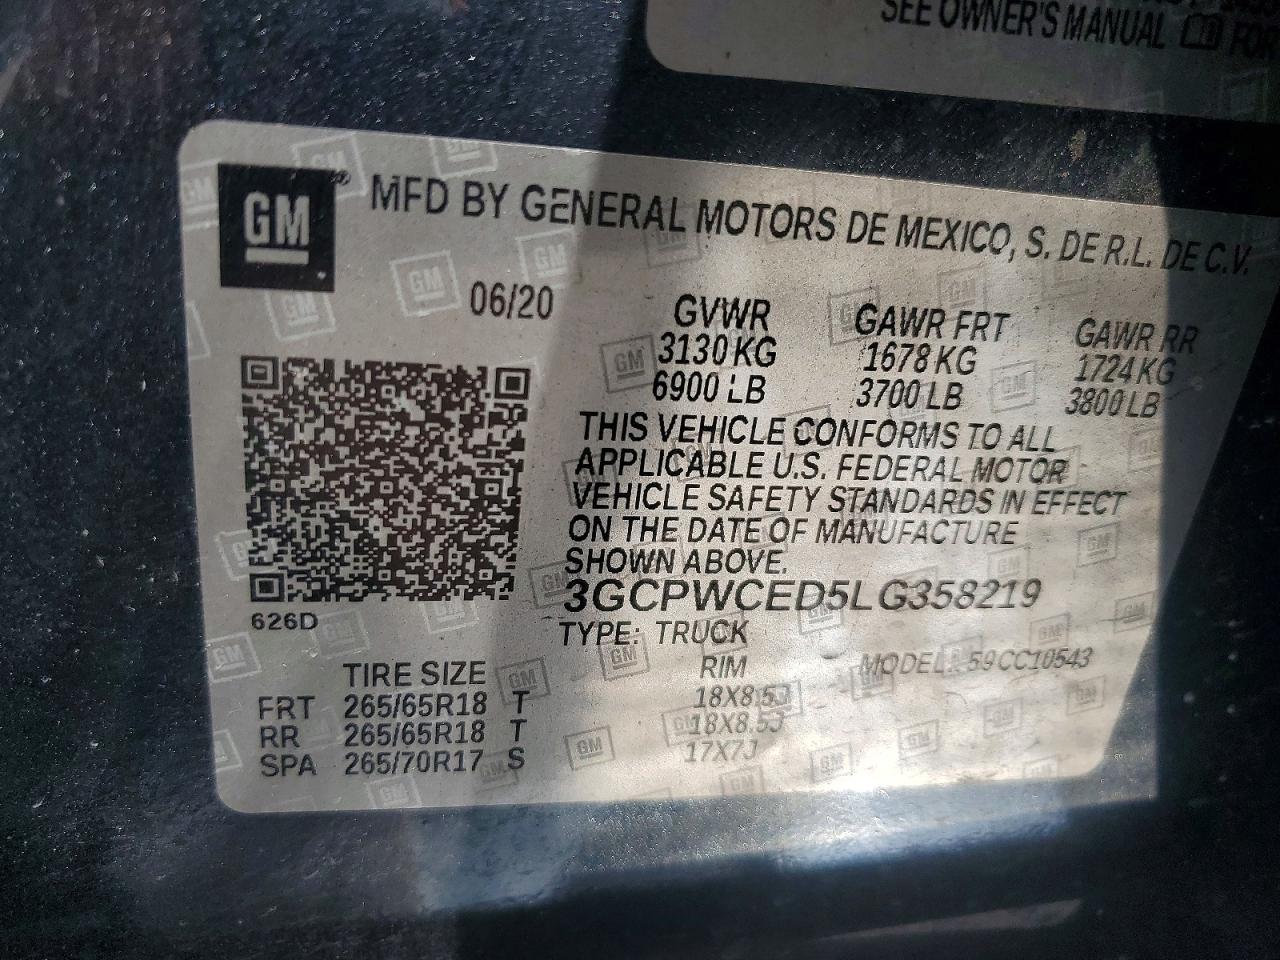 SEE OWNER'S MANUAL FOR
GM® MFD BY GENERAL MOTORS DE MEXICO, S. DE R.L. DE C.V.
06/20 GVWR GAWR FRT GAWR RR
3130 KG 1678 KG 1724 KG
6900 LB 3700 LB 3800 LB
THIS VEHICLE CONFORMS TO ALL
APPLICABLE U.S. FEDERAL MOTOR
VEHICLE SAFETY STANDARDS IN EFFECT
ON THE DATE OF MANUFACTURE
SHOWN ABOVE.
3GCPWCED5LG358219
626D
TYPE: TRUCK
TIRE SIZE RIM MODEL: 59CC10543
FRT 265/65R18 T 18X8.5J
RR 265/65R18 T 18X8.5J
SPA 265/70R17 S 17X7J